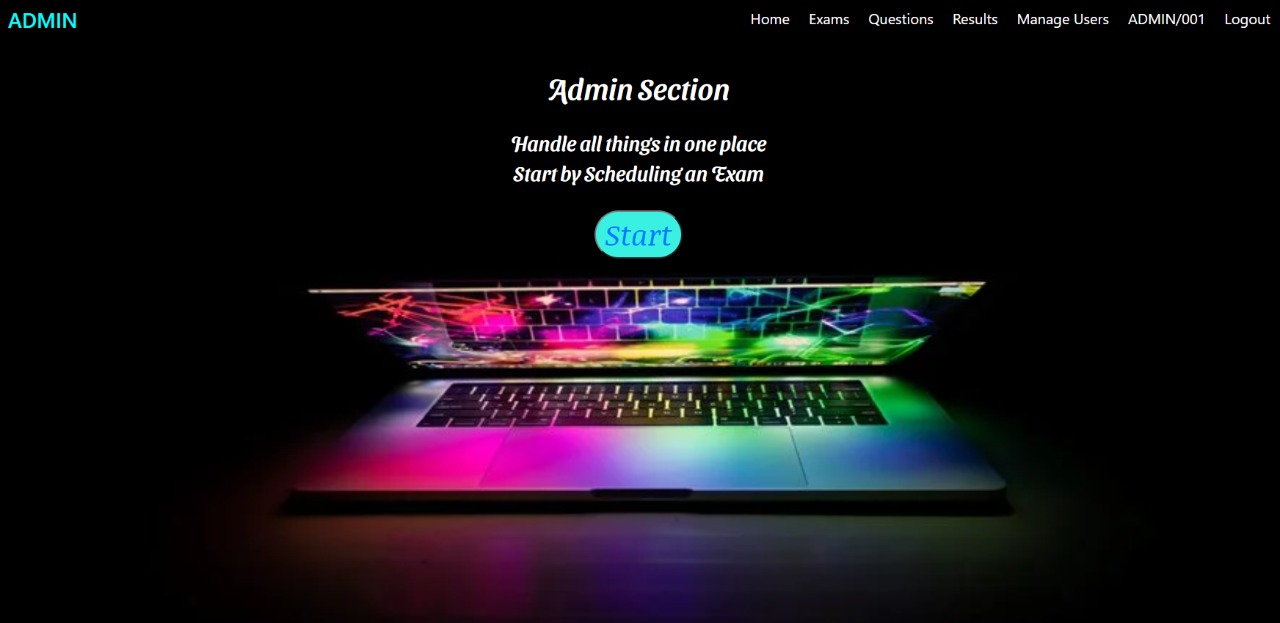 ADMIN
Home Exams Questions Results Manage Users ADMIN/001 Logout
Admin Section
Handle all things in one place
Start by Scheduling an Exam
Start